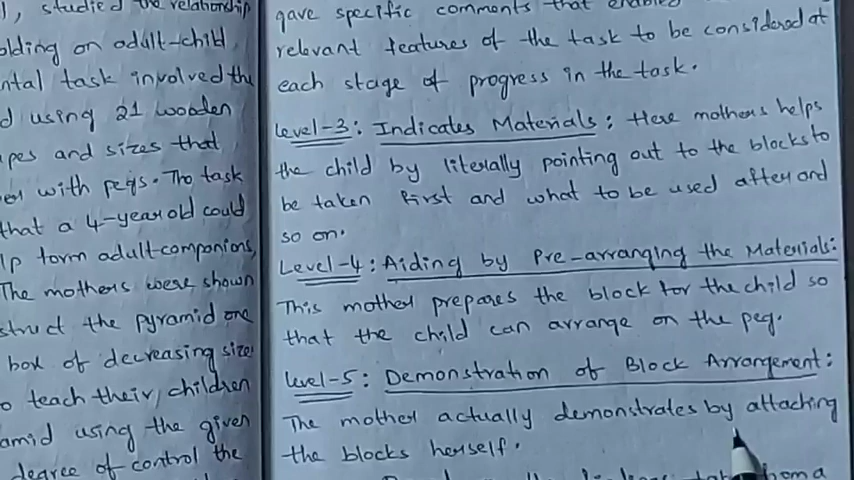 ), studied the relationship
olding on adult-child
ntal task involved the
d using 21 wooden
pes and sizes that
with pegs. The task
that a 4-year old could
lp form adult companions,
The mothers were shown
struct the pyramid one
box of decreasing size
o teach their, children
amid using the given
degree of control the
gave specific comments that
relevant features of the task to be considered at
each stage of progress in the task.
Level-3: Indicates Materials: Here mothers helps
the child by literally pointing out to the blocks to
be taken first and what to be used after and
so on.
Level-4: Aiding by Pre-arranging the Materials:
This mother prepares the block for the child so
that the child can arrange on the peg.
Level-5: Demonstration of Block Arrangement:
The mother actually demonstrates by attaching
the blocks herself.